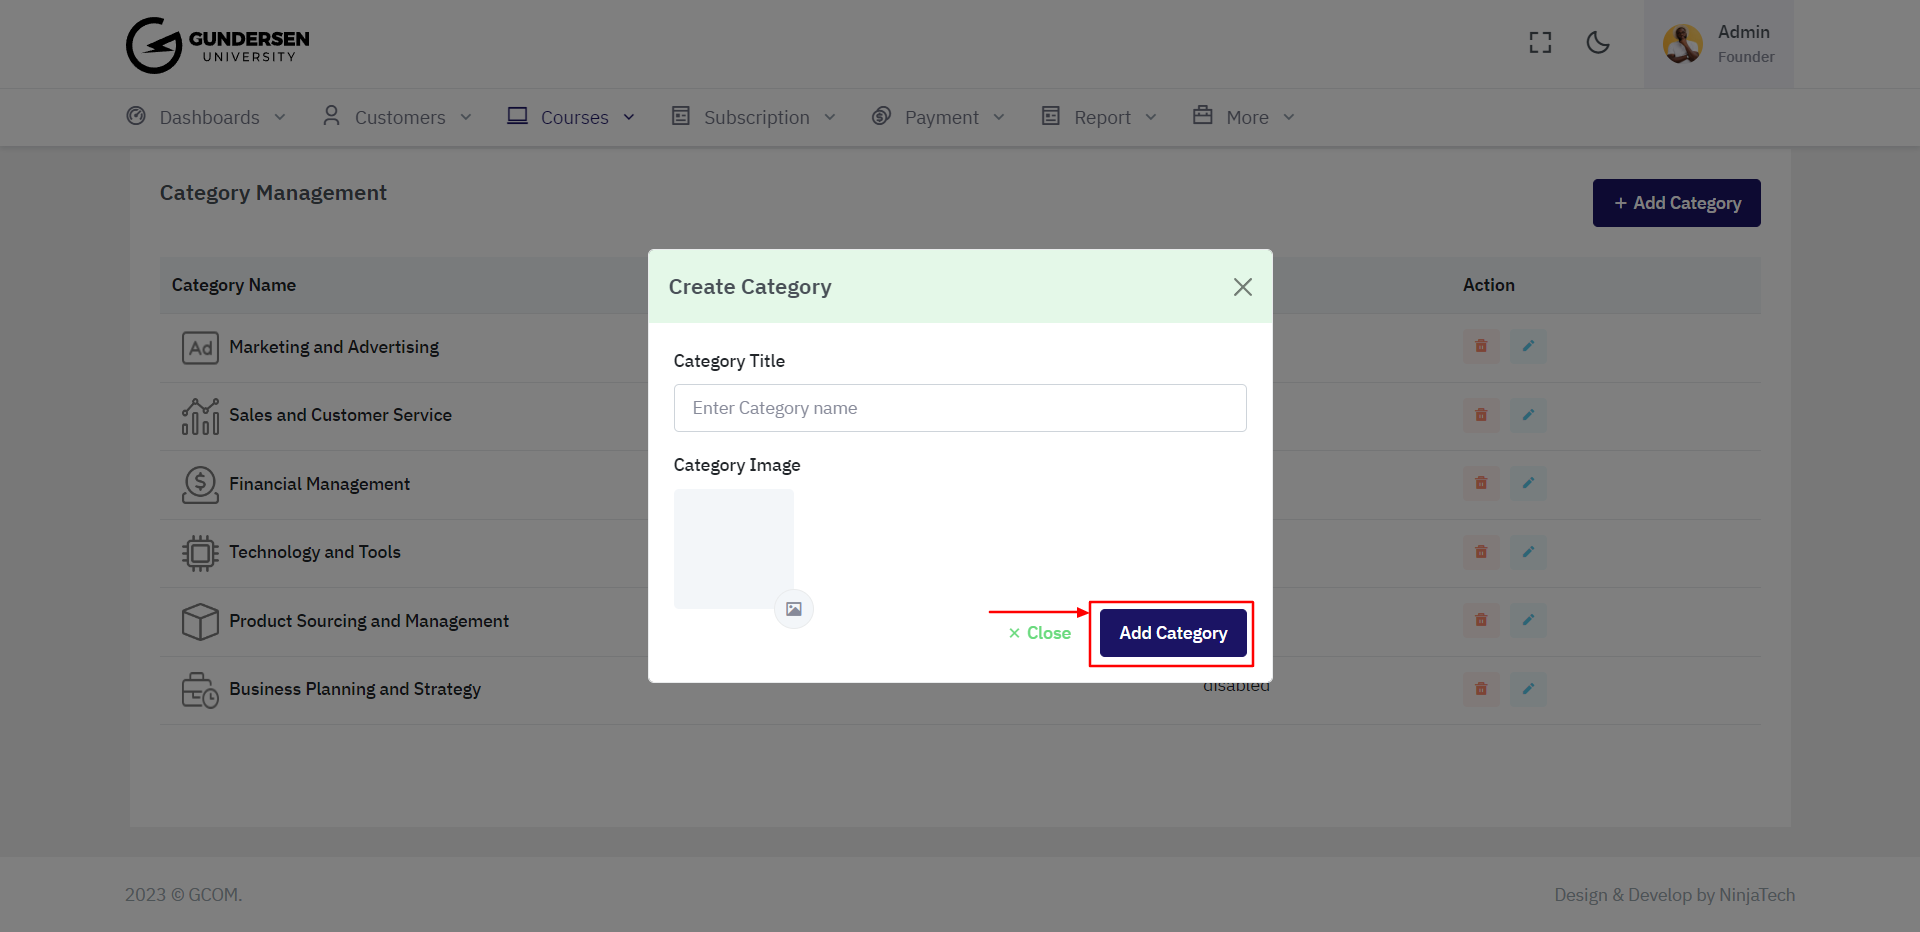 GUNDERSEN
UNIVERSITY
Admin
Founder
Dashboards
Customers
Courses
Subscription
Payment
Report
More
Category Management
+ Add Category
Category Name
Action
Ad Marketing and Advertising
Sales and Customer Service
$ Financial Management
Technology and Tools
Product Sourcing and Management
Business Planning and Strategy
disabled
Create Category
Category Title
Enter Category name
Category Image
× Close
Add Category
2023 © GCOM.
Design & Develop by NinjaTech